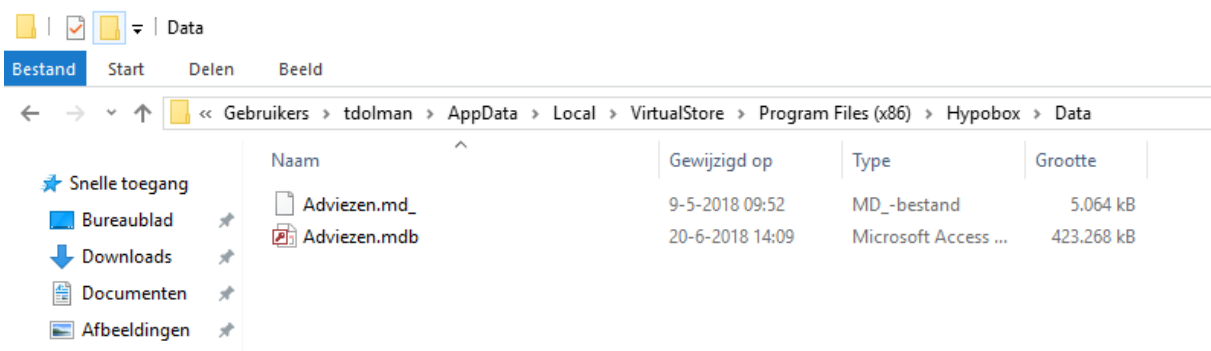 Data
Bestand Start Delen Beeld
« Gebruikers > tdolman > AppData > Local > VirtualStore > Program Files (x86) > Hypobox > Data
Naam Gewijzigd op Type Grootte
Snelle toegang
Adviezen.md_ 9-5-2018 09:52 MD_-bestand 5.064 kB
Bureaublad
Adviezen.mdb 20-6-2018 14:09 Microsoft Access ... 423.268 kB
Downloads
Documenten
Afbeeldingen